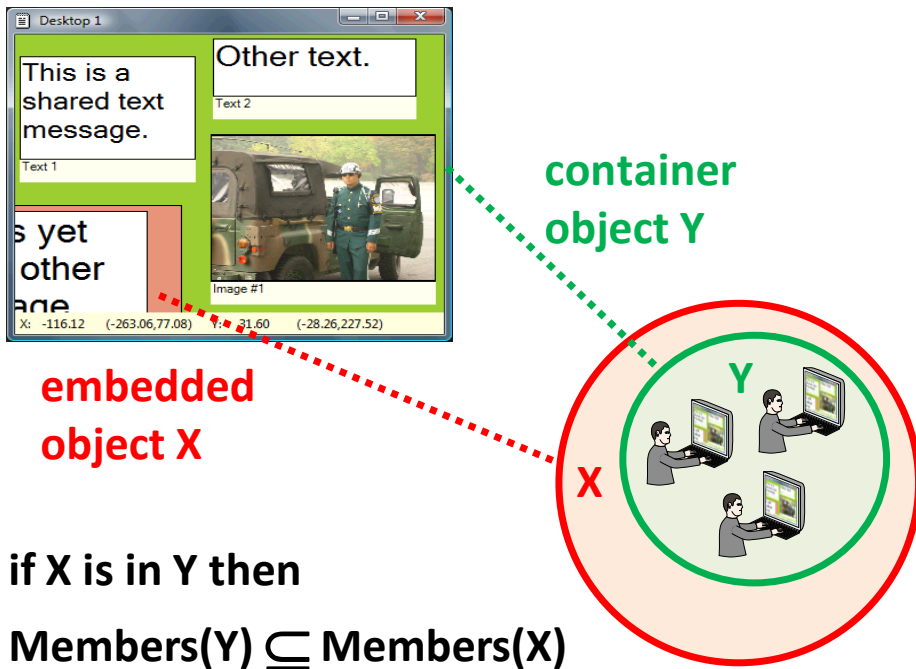 Desktop 1
This is a
shared text
message.
Text 1
Other text.
Text 2
s yet
other
age
Image #1
X: -116.12 (-263.06,77.08) Y: 31.60 (-28.26,227.52)
container
object Y
embedded
object X
Y
X
if X is in Y then
Members(Y) ⊆ Members(X)